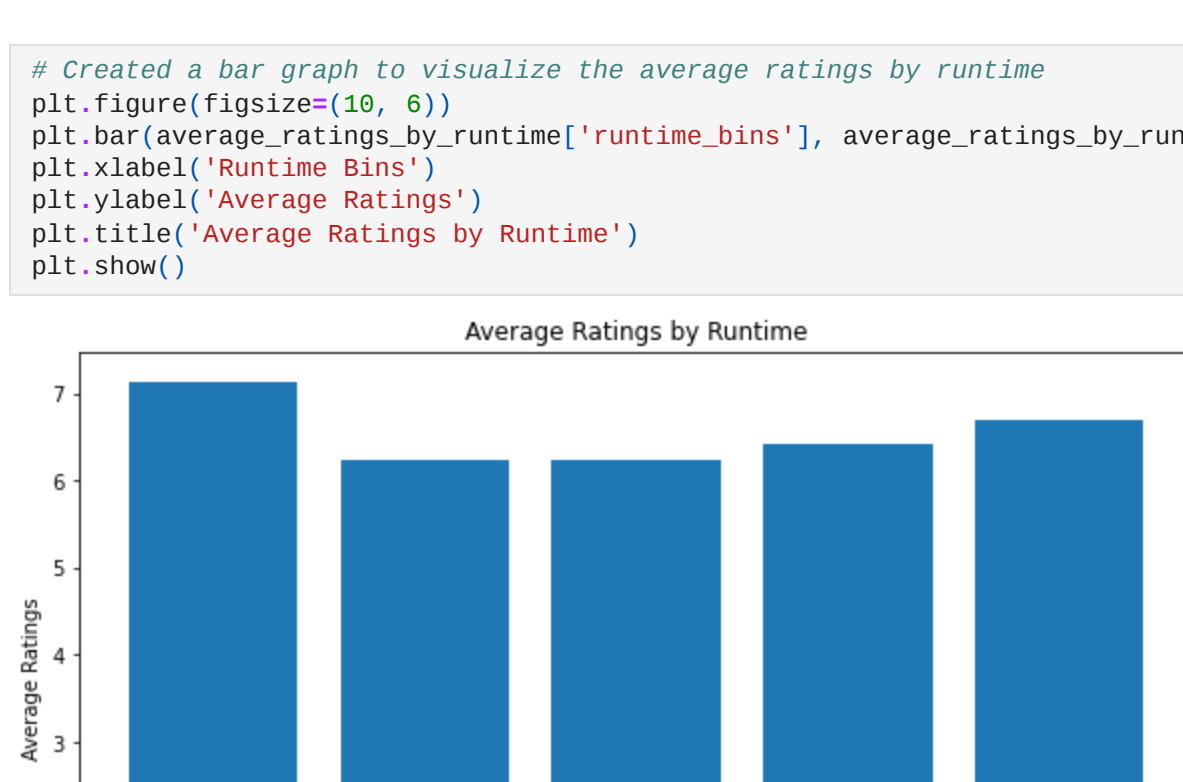 # Created a bar graph to visualize the average ratings by runtime
plt.figure(figsize=(10, 6))
plt.bar(average_ratings_by_runtime['runtime_bins'], average_ratings_by_run
plt.xlabel('Runtime Bins')
plt.ylabel('Average Ratings')
plt.title('Average Ratings by Runtime')
plt.show()
Average Ratings by Runtime
7
6
5
4
3
Average Ratings